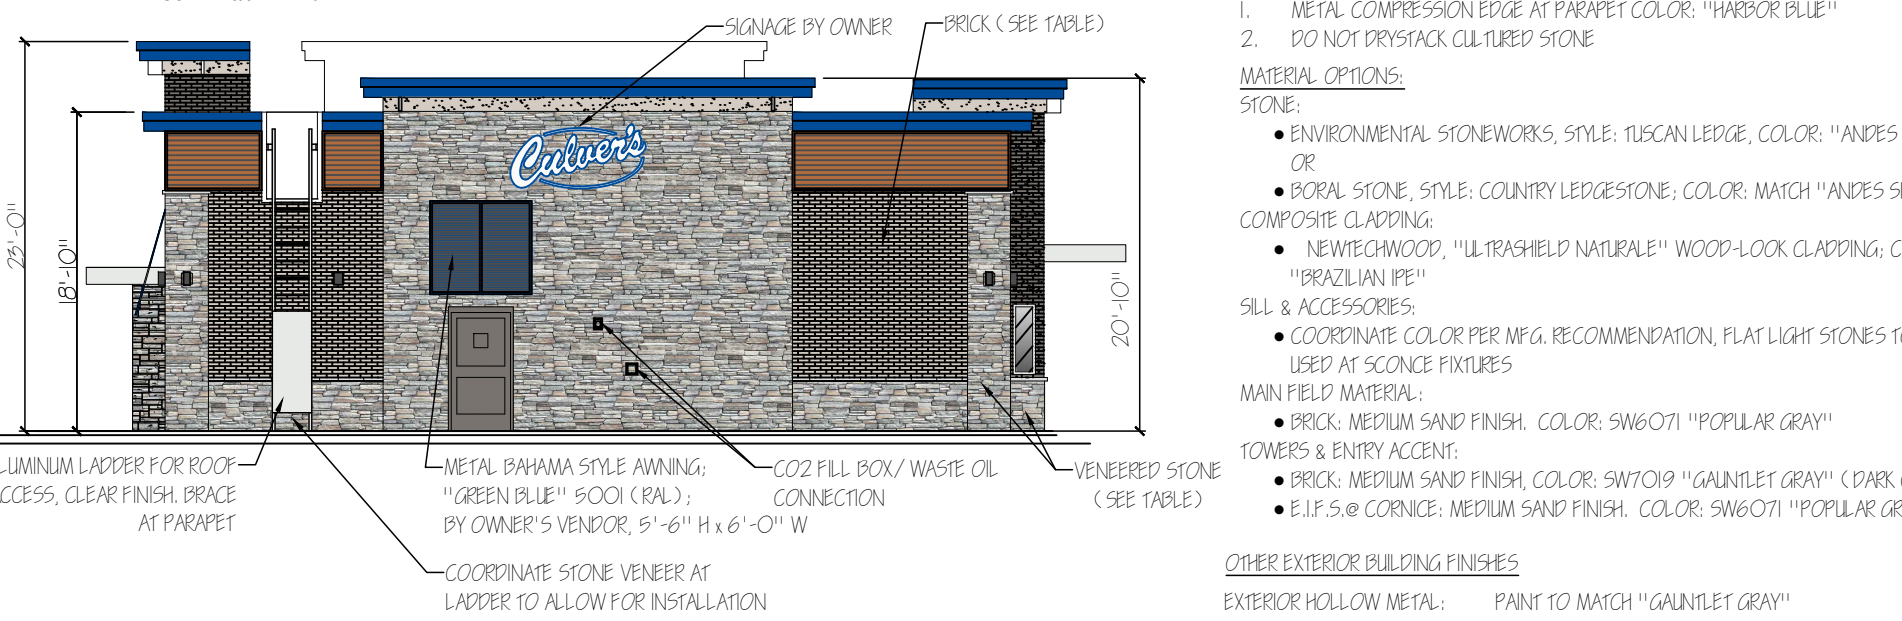 SIGNAGE BY OWNER
BRICK (SEE TABLE)
Culver's
23'-0"
18'-10"
20'-10"
ALUMINUM LADDER FOR ROOF
ACCESS, CLEAR FINISH. BRACE
AT PARAPET
METAL BAHAMA STYLE AWNING;
"GREEN BLUE" 5001 (RAL);
BY OWNER'S VENDOR, 5'-6" H x 6'-0" W
CO2 FILL BOX/ WASTE OIL
CONNECTION
VENEERED STONE
(SEE TABLE)
COORDINATE STONE VENEER AT
LADDER TO ALLOW FOR INSTALLATION
1. METAL COMPRESSION EDGE AT PARAPET COLOR: "HARBOR BLUE"
2. DO NOT DRYSTACK CULTURED STONE
MATERIAL OPTIONS:
STONE:
• ENVIRONMENTAL STONEWORKS, STYLE: TUSCAN LEDGE, COLOR: "ANDES
OR
• BORAL STONE, STYLE: COUNTRY LEDGESTONE; COLOR: MATCH "ANDES
COMPOSITE CLADDING:
• NEWTECHWOOD, "ULTRASHIELD NATURALE" WOOD-LOOK CLADDING;
"BRAZILIAN IPE"
SILL & ACCESSORIES:
• COORDINATE COLOR PER MFG. RECOMMENDATION, FLAT LIGHT STONES
USED AT SCONCE FIXTURES
MAIN FIELD MATERIAL:
• BRICK: MEDIUM SAND FINISH. COLOR: SW6071 "POPULAR GRAY"
TOWERS & ENTRY ACCENT:
• BRICK: MEDIUM SAND FINISH, COLOR: SW7019 "GAUNTLET GRAY" (DARK
• E.I.F.S.@ CORNICE: MEDIUM SAND FINISH. COLOR: SW6071 "POPULAR
OTHER EXTERIOR BUILDING FINISHES
EXTERIOR HOLLOW METAL: PAINT TO MATCH "GAUNTLET GRAY"